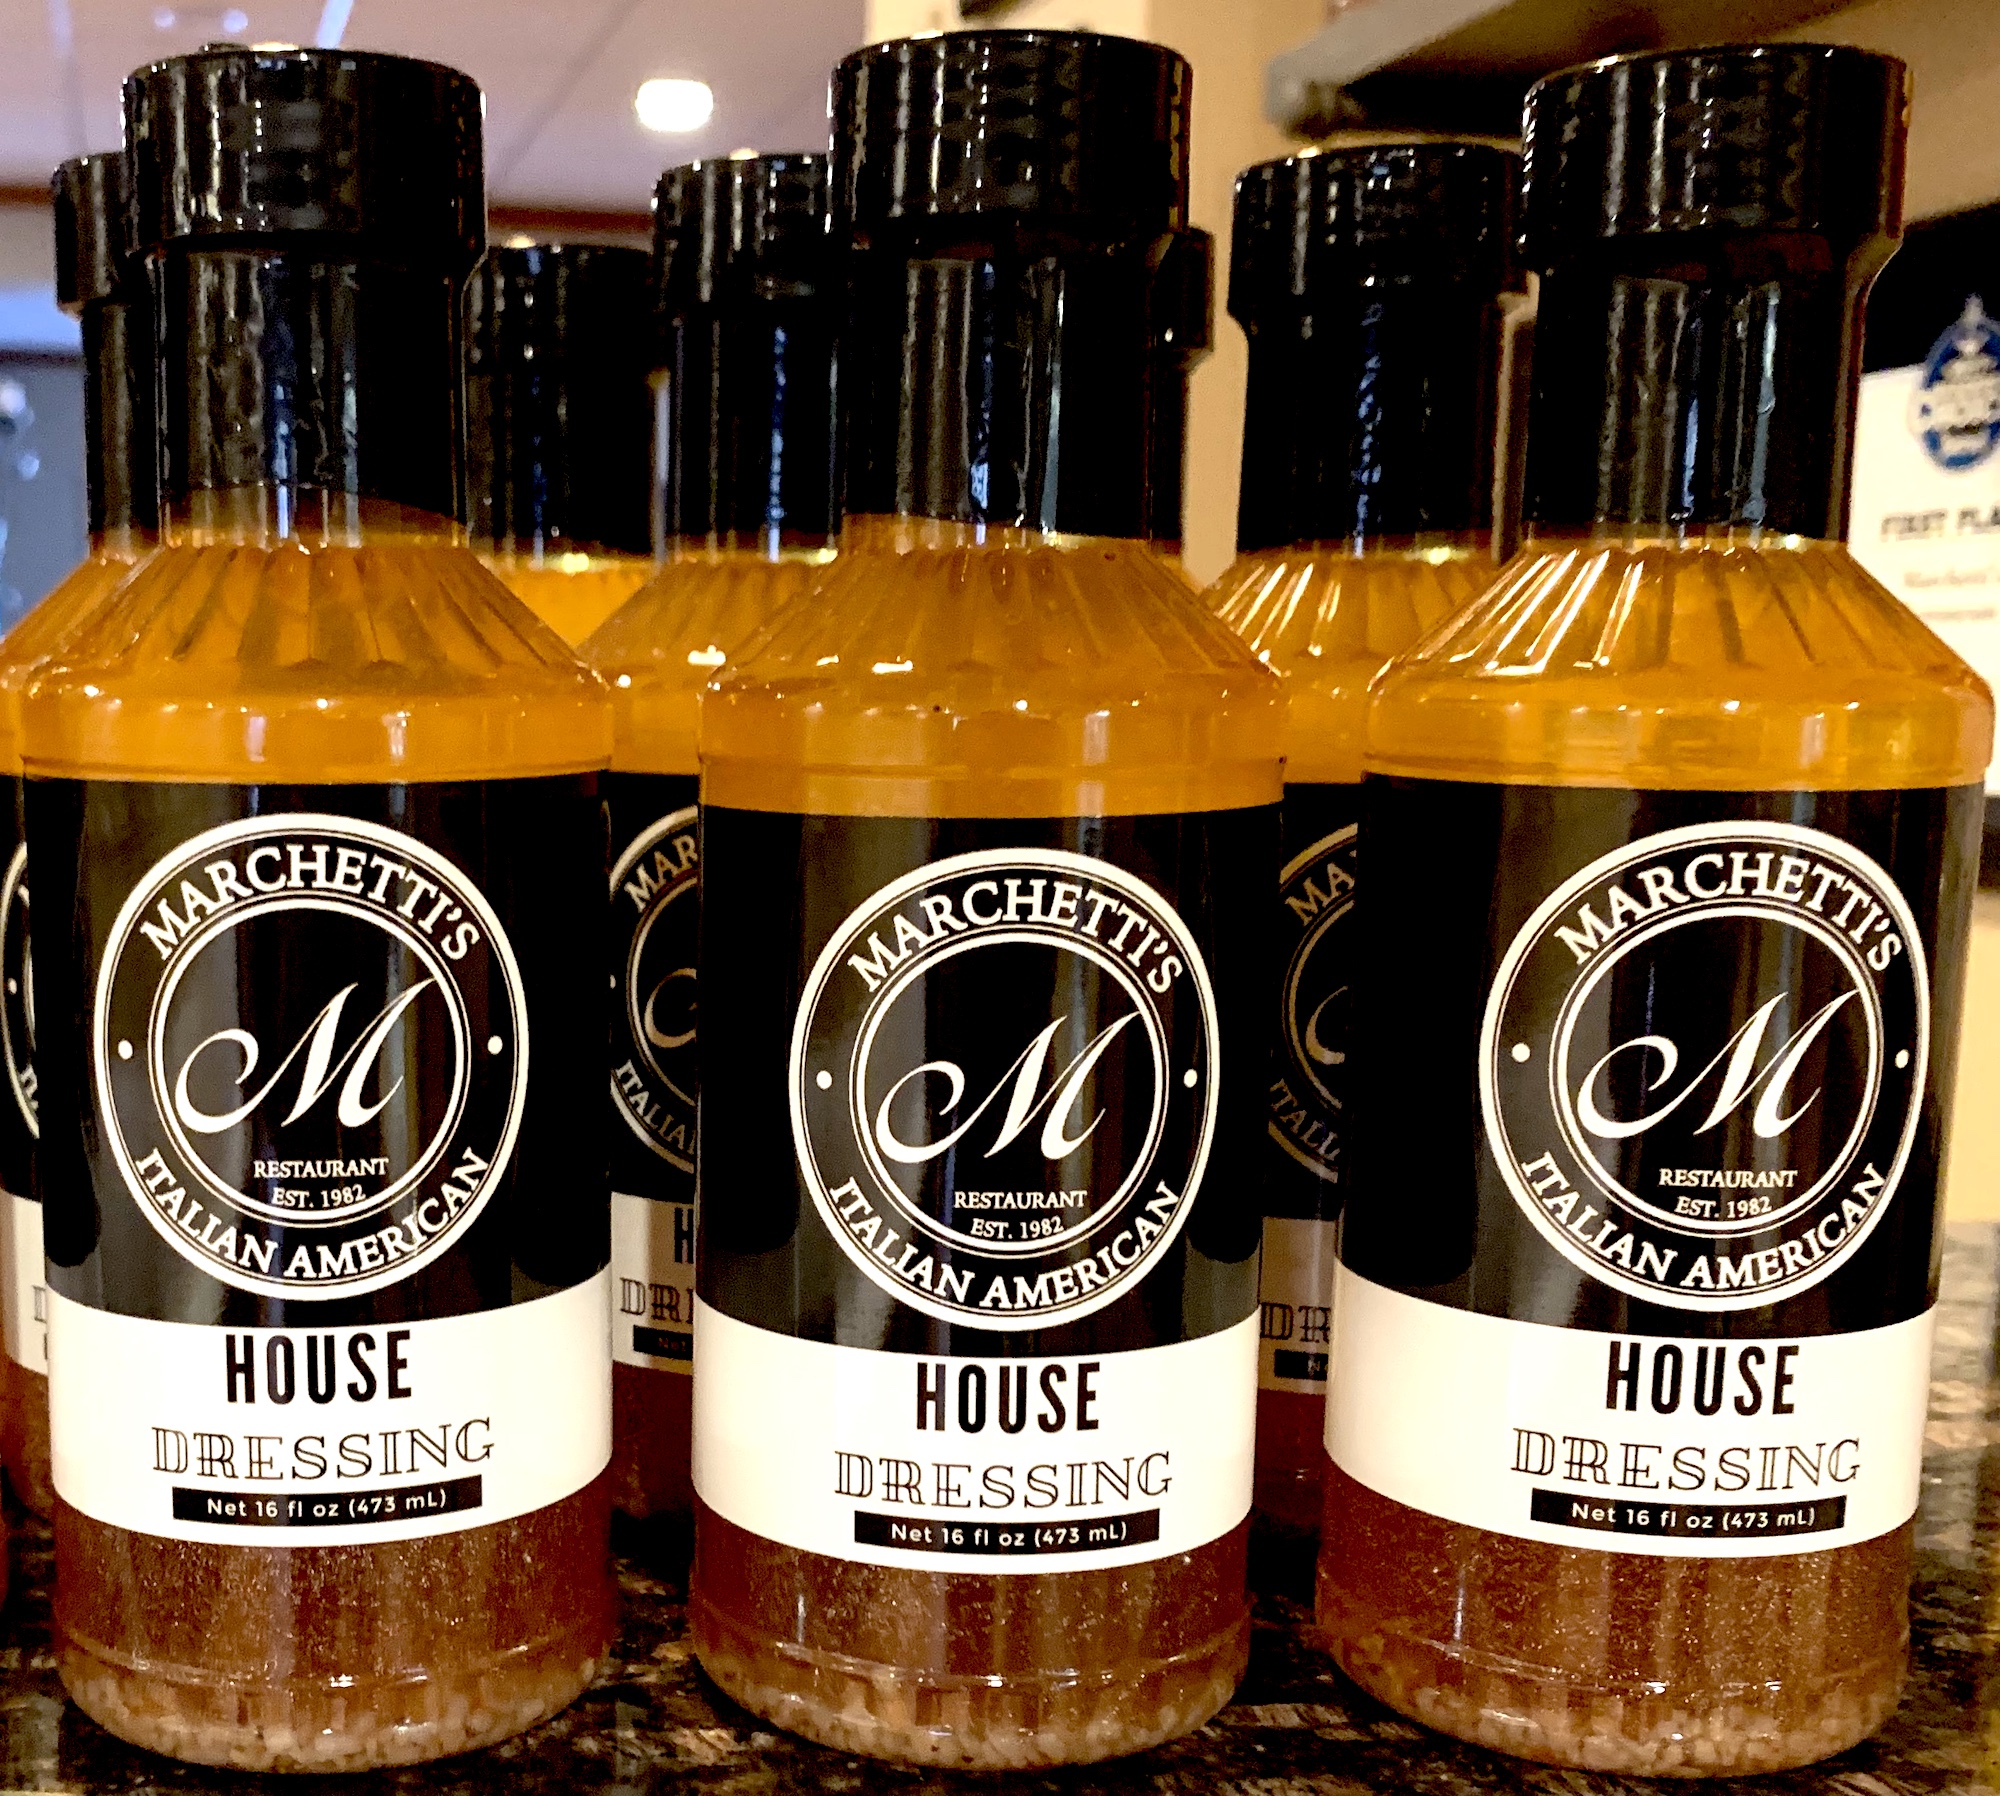 MARCHETTI'S
M
RESTAURANT
EST. 1982
ITALIAN AMERICAN
HOUSE
DRESSING
Net 16 fl oz (473 mL)
MARCHETTI'S
M
RESTAURANT
EST. 1982
ITALIAN AMERICAN
HOUSE
DRESSING
Net 16 fl oz (473 mL)
MARCHETTI'S
M
RESTAURANT
EST. 1982
ITALIAN AMERICAN
HOUSE
DRESSING
Net 16 fl oz (473 mL)
FIRST